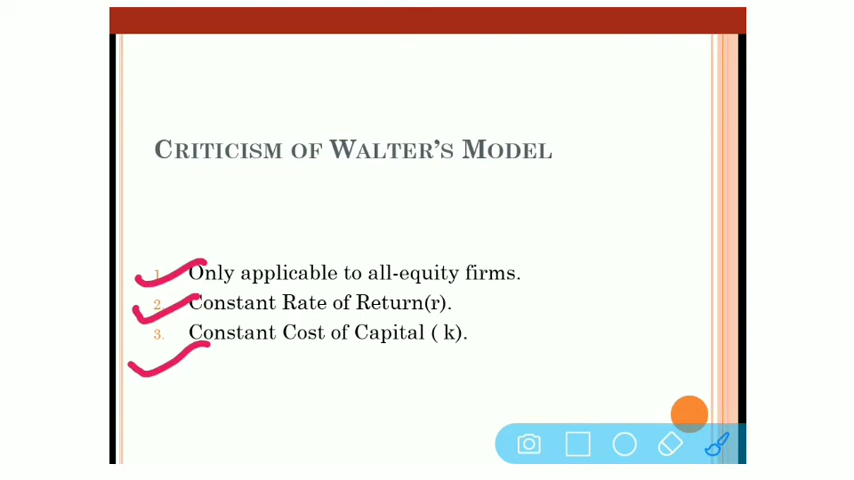 CRITICISM OF WALTER'S MODEL
1. Only applicable to all-equity firms.
2. Constant Rate of Return(r).
3. Constant Cost of Capital ( k).